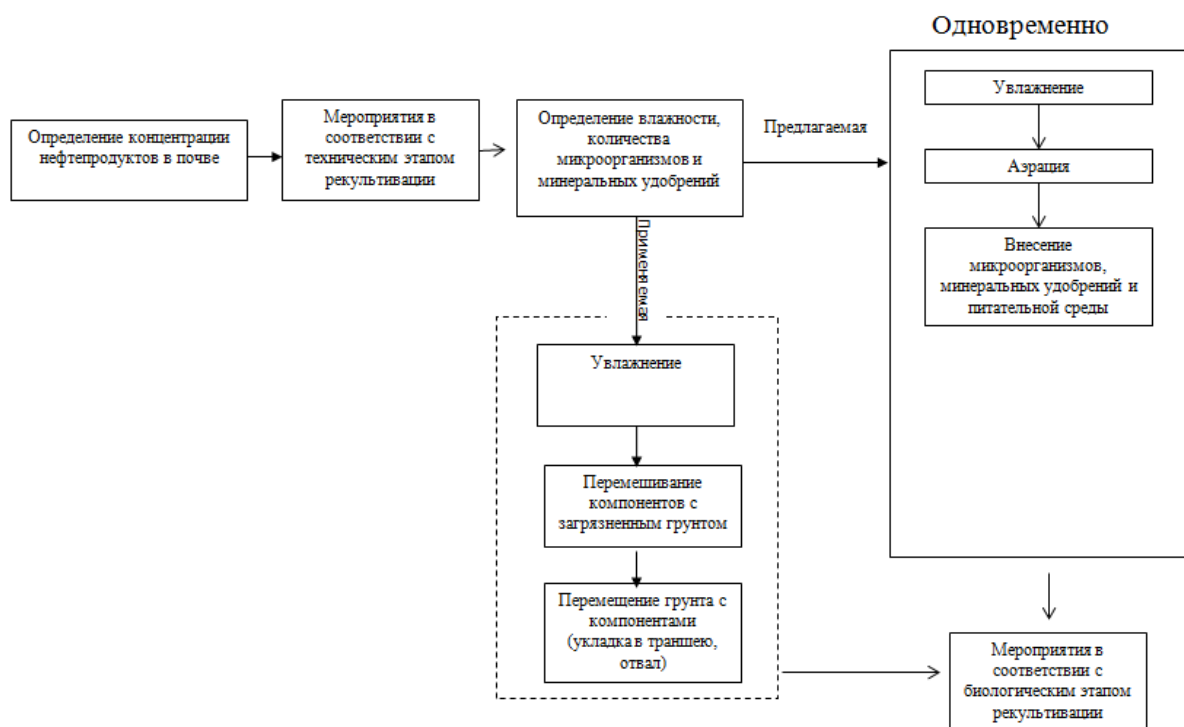 Одновременно
Определение концентрации
нефтепродуктов в почве
Мероприятия в
соответствии с
техническим этапом
рекультивации
Определение влажности,
количества
микроорганизмов и
минеральных удобрений
Предлагаемая
Увлажнение
Аэрация
Внесение
микроорганизмов,
минеральных удобрений и
питательной среды
Применяемая
Увлажнение
Перемешивание
компонентов с
загрязненным грунтом
Перемещение грунта с
компонентами
(укладка в траншею,
отвал)
Мероприятия в
соответствии с
биологическим этапом
рекультивации